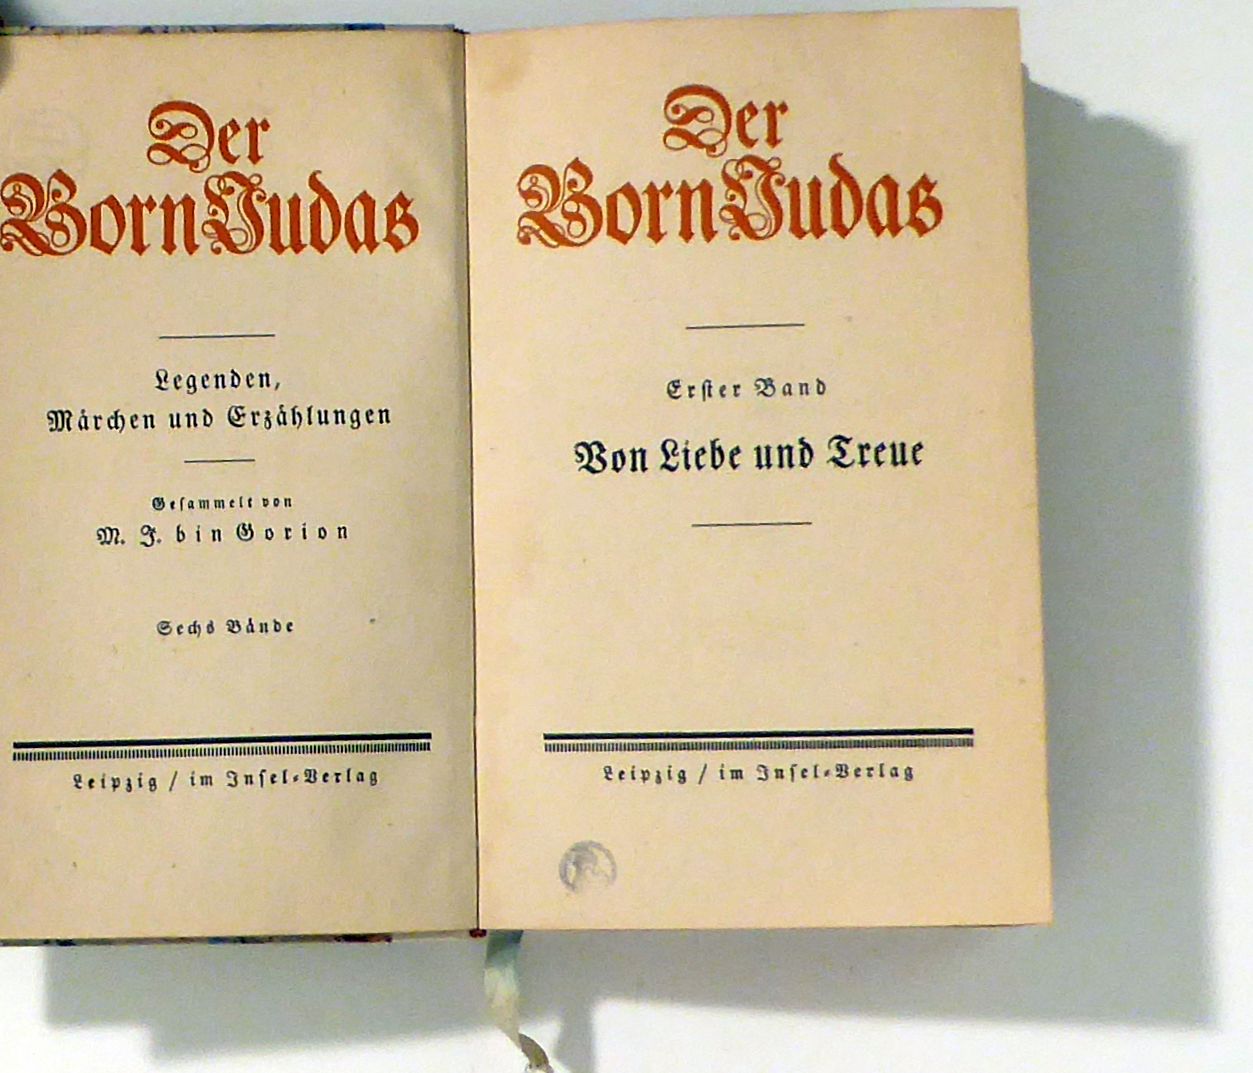 Der
Born Judas
Legenden,
Märchen und Erzählungen
Gesammelt von
M. J. bin Gorion
Sechs Bände
Leipzig / im Insel-Verlag
Der
Born Judas
Erster Band
Von Liebe und Treue
Leipzig / im Insel-Verlag